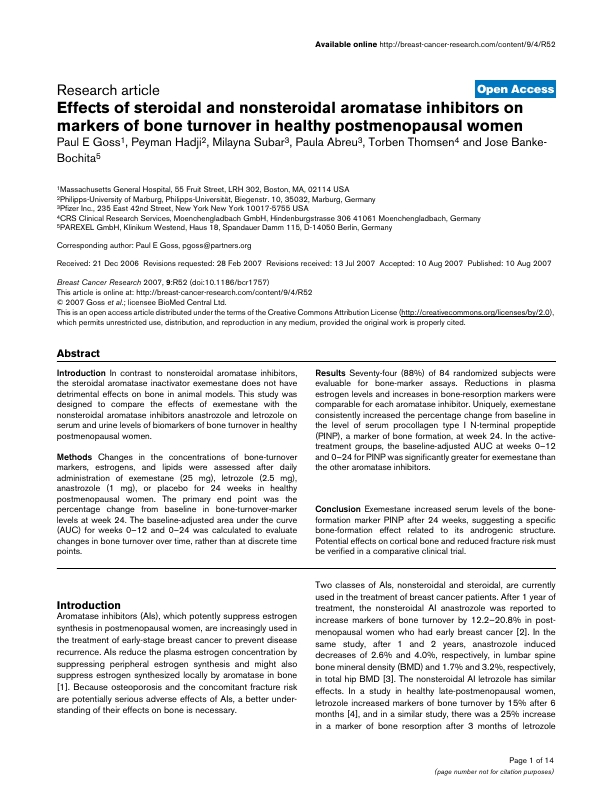 Available online http://breast-cancer-research.com/content/9/4/R52
Research article
Open Access
Effects of steroidal and nonsteroidal aromatase inhibitors on
markers of bone turnover in healthy postmenopausal women
Paul E Goss1, Peyman Hadji2, Milayna Subar3, Paula Abreu3, Torben Thomsen4 and Jose Banke-
Bochita5
1Massachusetts General Hospital, 55 Fruit Street, LRH 302, Boston, MA, 02114 USA
2Philipps-University of Marburg, Philipps-Universität, Biegenstr. 10, 35032, Marburg, Germany
3Pfizer Inc., 235 East 42nd Street, New York New York 10017-5755 USA
4CRS Clinical Research Services, Moenchengladbach GmbH, Hindenburgstrasse 306 41061 Moenchengladbach, Germany
5PAREXEL GmbH, Klinikum Westend, Haus 18, Spandauer Damm 115, D-14050 Berlin, Germany
Corresponding author: Paul E Goss, pgoss@partners.org
Received: 21 Dec 2006 Revisions requested: 28 Feb 2007 Revisions received: 13 Jul 2007 Accepted: 10 Aug 2007 Published: 10 Aug 2007
Breast Cancer Research 2007, 9:R52 (doi:10.1186/bcr1757)
This article is online at: http://breast-cancer-research.com/content/9/4/R52
© 2007 Goss et al.; licensee BioMed Central Ltd.
This is an open access article distributed under the terms of the Creative Commons Attribution License (http://creativecommons.org/licenses/by/2.0),
which permits unrestricted use, distribution, and reproduction in any medium, provided the original work is properly cited.
Abstract
Introduction In contrast to nonsteroidal aromatase inhibitors,
the steroidal aromatase inactivator exemestane does not have
detrimental effects on bone in animal models. This study was
designed to compare the effects of exemestane with the
nonsteroidal aromatase inhibitors anastrozole and letrozole on
serum and urine levels of biomarkers of bone turnover in healthy
postmenopausal women.
Methods Changes in the concentrations of bone-turnover
markers, estrogens, and lipids were assessed after daily
administration of exemestane (25 mg), letrozole (2.5 mg),
anastrozole (1 mg), or placebo for 24 weeks in healthy
postmenopausal women. The primary end point was the
percentage change from baseline in bone-turnover-marker
levels at week 24. The baseline-adjusted area under the curve
(AUC) for weeks 0–12 and 0–24 was calculated to evaluate
changes in bone turnover over time, rather than at discrete time
points.
Results Seventy-four (88%) of 84 randomized subjects were
evaluable for bone-marker assays. Reductions in plasma
estrogen levels and increases in bone-resorption markers were
comparable for each aromatase inhibitor. Uniquely, exemestane
consistently increased the percentage change from baseline in
the level of serum procollagen type I N-terminal propeptide
(PINP), a marker of bone formation, at week 24. In the active-
treatment groups, the baseline-adjusted AUC at weeks 0–12
and 0–24 for PINP was significantly greater for exemestane than
the other aromatase inhibitors.
Conclusion Exemestane increased serum levels of the bone-
formation marker PINP after 24 weeks, suggesting a specific
bone-formation effect related to its androgenic structure.
Potential effects on cortical bone and reduced fracture risk must
be verified in a comparative clinical trial.
Introduction
Aromatase inhibitors (AIs), which potently suppress estrogen
synthesis in postmenopausal women, are increasingly used in
the treatment of early-stage breast cancer to prevent disease
recurrence. AIs reduce the plasma estrogen concentration by
suppressing peripheral estrogen synthesis and might also
suppress estrogen synthesized locally by aromatase in bone
[1]. Because osteoporosis and the concomitant fracture risk
are potentially serious adverse effects of AIs, a better under-
standing of their effects on bone is necessary.
Two classes of AIs, nonsteroidal and steroidal, are currently
used in the treatment of breast cancer patients. After 1 year of
treatment, the nonsteroidal AI anastrozole was reported to
increase markers of bone turnover by 12.2–20.8% in post-
menopausal women who had early breast cancer [2]. In the
same study, after 1 and 2 years, anastrozole induced
decreases of 2.6% and 4.0%, respectively, in lumbar spine
bone mineral density (BMD) and 1.7% and 3.2%, respectively,
in total hip BMD [3]. The nonsteroidal AI letrozole has similar
effects. In a study in healthy late-postmenopausal women,
letrozole increased markers of bone turnover by 15% after 6
months [4], and in a similar study, there was a 25% increase
in a marker of bone resorption after 3 months of letrozole
Page 1 of 14
(page number not for citation purposes)